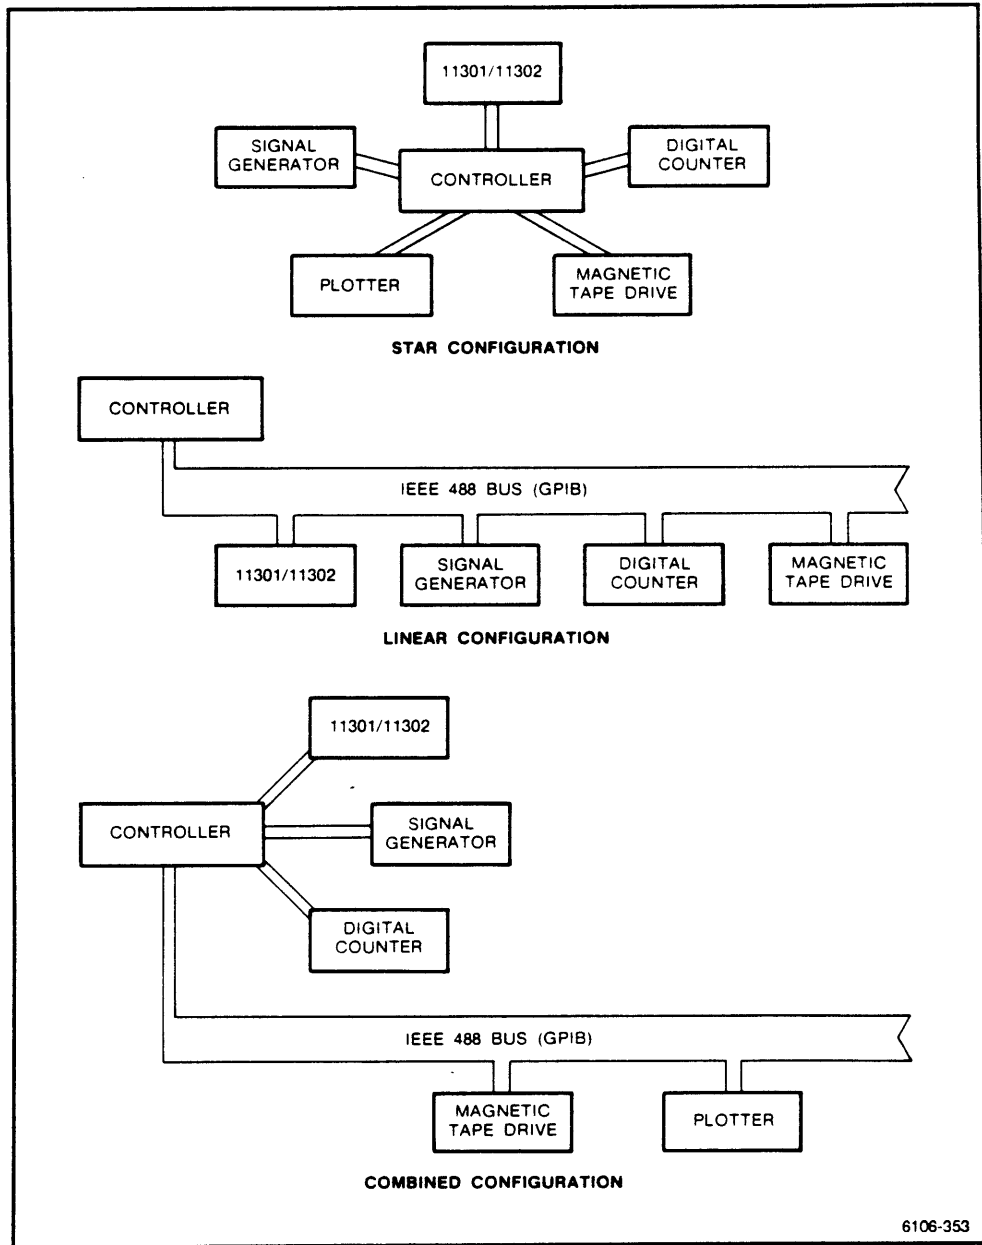 11301/11302
SIGNAL
GENERATOR
DIGITAL
COUNTER
CONTROLLER
PLOTTER
MAGNETIC
TAPE DRIVE
STAR CONFIGURATION
CONTROLLER
IEEE 488 BUS (GPIB)
11301/11302
SIGNAL
GENERATOR
DIGITAL
COUNTER
MAGNETIC
TAPE DRIVE
LINEAR CONFIGURATION
11301/11302
CONTROLLER
SIGNAL
GENERATOR
DIGITAL
COUNTER
IEEE 488 BUS (GPIB)
MAGNETIC
TAPE DRIVE
PLOTTER
COMBINED CONFIGURATION
6106-353